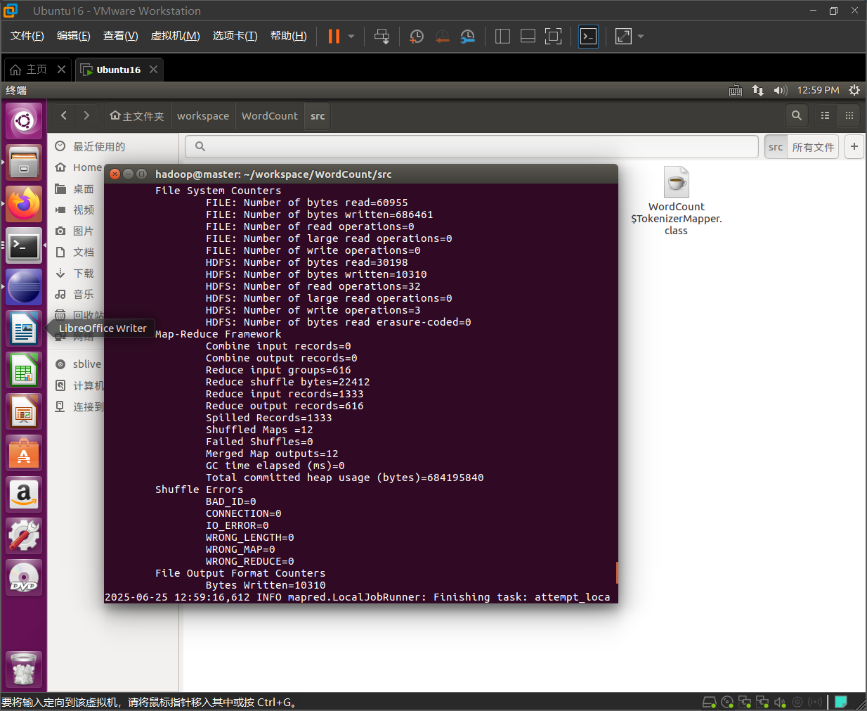 Ubuntu16 - VMware Workstation
文件(F) 编辑(E) 查看(V) 虚拟机(M) 选项卡(T) 帮助(H)
主页 Ubuntu16
终端 12:59 PM
主文件夹 workspace WordCount src
最近使用的
src 所有文件
Home
桌面
视频
图片
文档
下载
音乐
回收站
网络
sblive
计算机
连接到
LibreOffice Writer
WordCount
$TokenizerMapper.
class
hadoop@master: ~/workspace/WordCount/src
File System Counters
FILE: Number of bytes read=60955
FILE: Number of bytes written=686461
FILE: Number of read operations=0
FILE: Number of large read operations=0
FILE: Number of write operations=0
HDFS: Number of bytes read=30198
HDFS: Number of bytes written=10310
HDFS: Number of read operations=32
HDFS: Number of large read operations=0
HDFS: Number of write operations=3
HDFS: Number of bytes read erasure-coded=0
Map-Reduce Framework
Combine input records=0
Combine output records=0
Reduce input groups=616
Reduce shuffle bytes=22412
Reduce input records=1333
Reduce output records=616
Spilled Records=1333
Shuffled Maps =12
Failed Shuffles=0
Merged Map outputs=12
GC time elapsed (ms)=0
Total committed heap usage (bytes)=684195840
Shuffle Errors
BAD_ID=0
CONNECTION=0
IO_ERROR=0
WRONG_LENGTH=0
WRONG_MAP=0
WRONG_REDUCE=0
File Output Format Counters
Bytes Written=10310
2025-06-25 12:59:16,612 INFO mapred.LocalJobRunner: Finishing task: attempt_loca
要将输入定向到该虚拟机，请将鼠标指针移入其中或按 Ctrl+G。